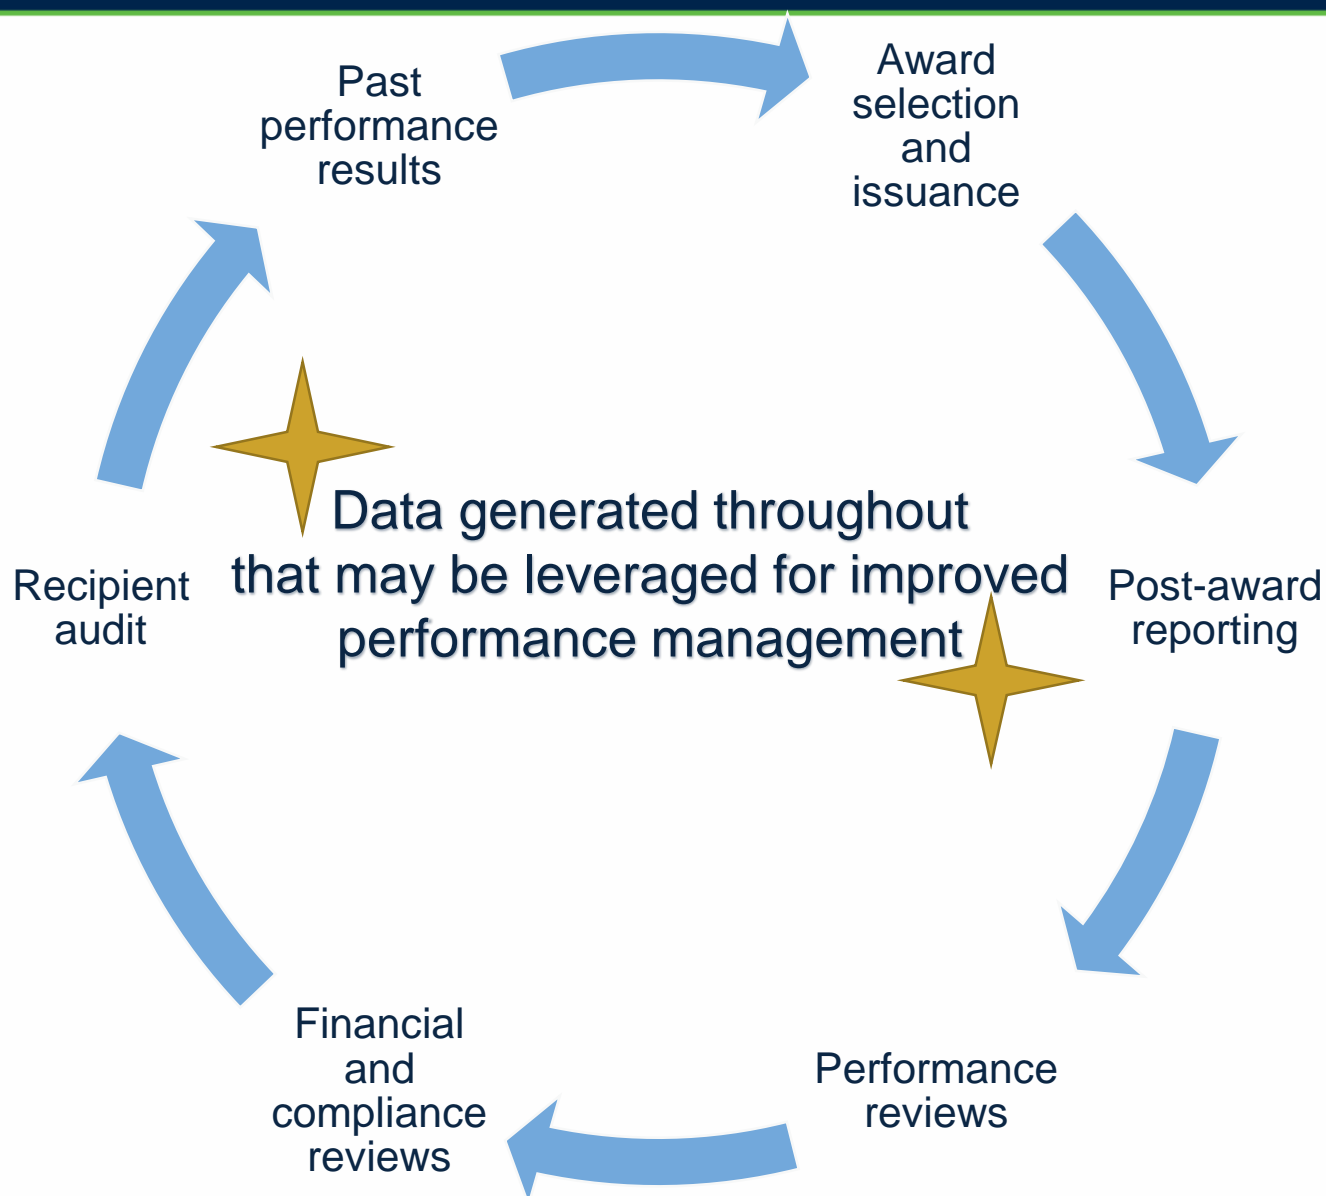 Past
performance
results
Award
selection
and
issuance
Data generated throughout
that may be leveraged for improved
performance management
Recipient
audit
Post-award
reporting
Financial
and
compliance
reviews
Performance
reviews